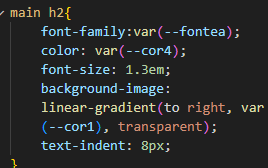 main h2{
font-family:var(--fontea);
color: var(--cor4);
font-size: 1.3em;
background-image:
linear-gradient(to right, var
(--cor1), transparent);
text-indent: 8px;
}